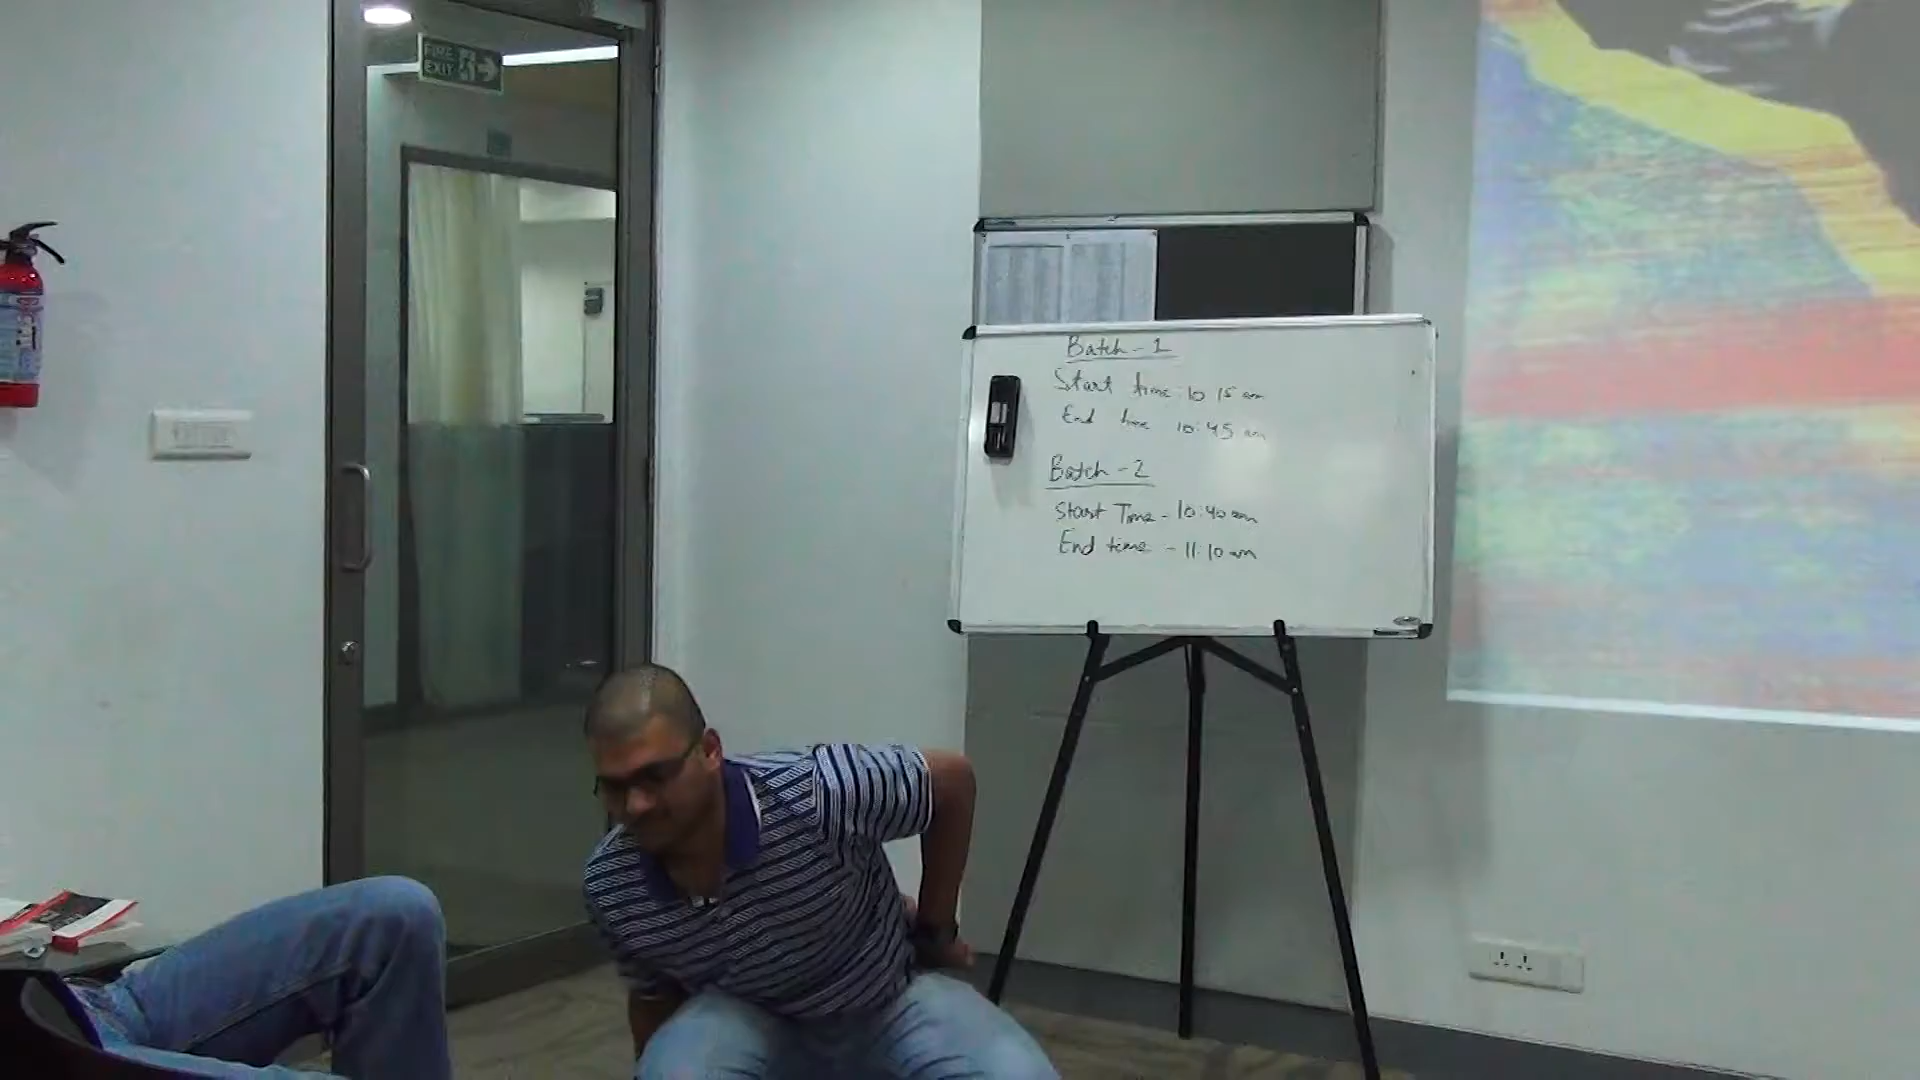 FIRE
EXIT
Batch - 1
Start time: 10 15 am
End time 10:45 am
Batch - 2
Start Time - 10:40 am
End time - 11:10 am